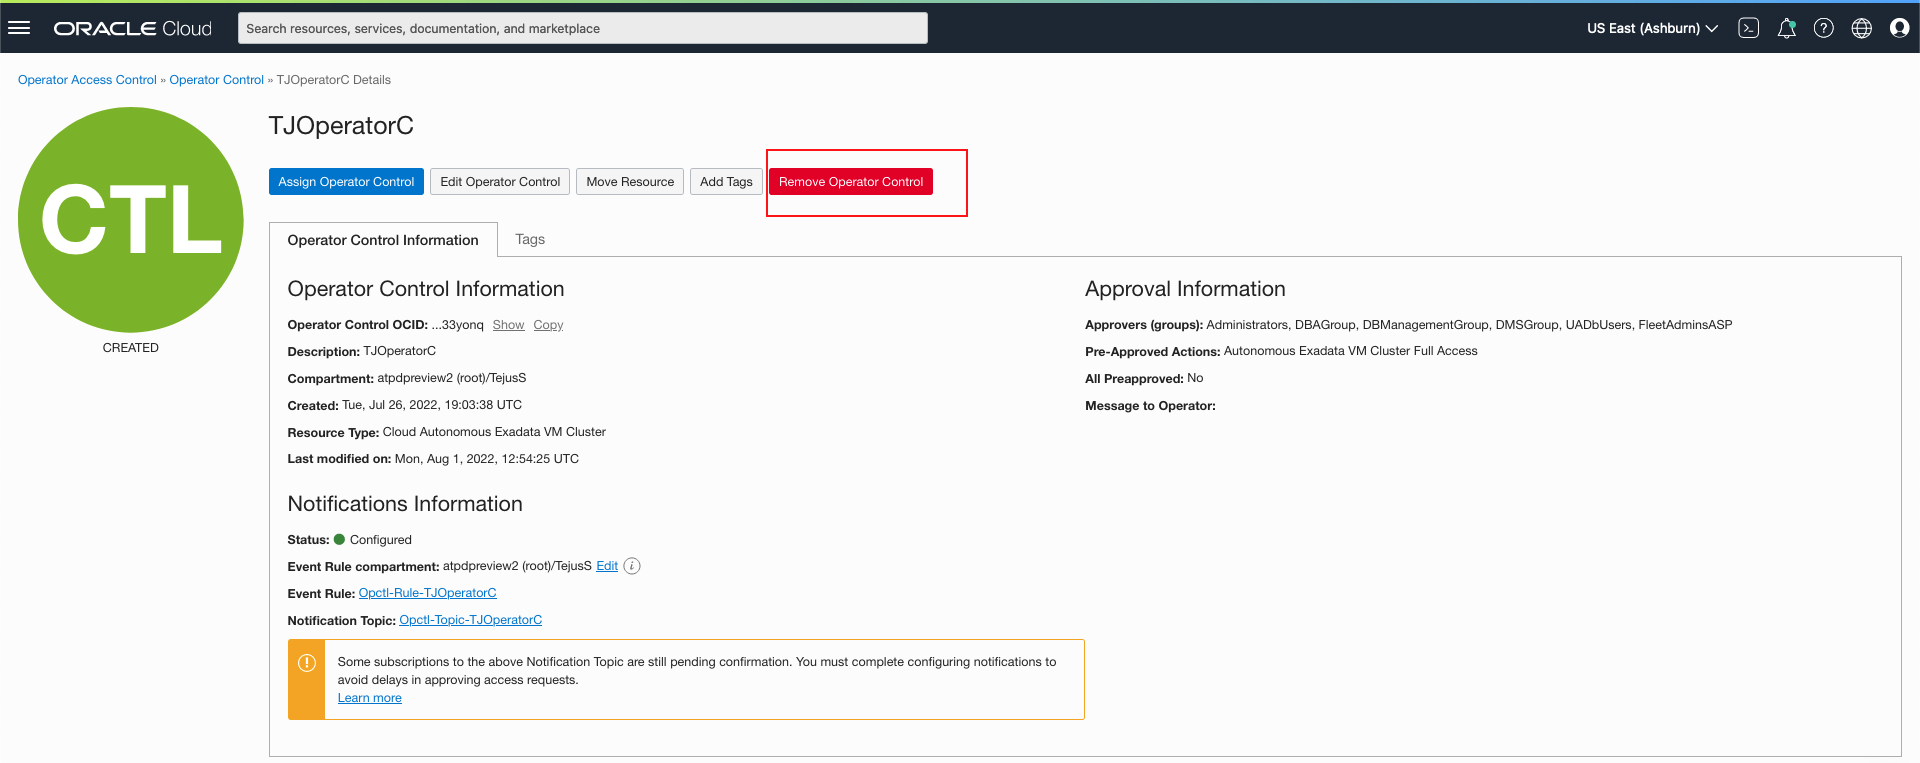 ORACLE Cloud
Search resources, services, documentation, and marketplace
US East (Ashburn)
Operator Access Control » Operator Control » TJOperatorC Details
CTL
CREATED
TJOperatorC
Assign Operator Control
Edit Operator Control
Move Resource
Add Tags
Remove Operator Control
Operator Control Information
Tags
Operator Control Information
Operator Control OCID: ...33yonq Show Copy
Description: TJOperatorC
Compartment: atpdpreview2 (root)/TejusS
Created: Tue, Jul 26, 2022, 19:03:38 UTC
Resource Type: Cloud Autonomous Exadata VM Cluster
Last modified on: Mon, Aug 1, 2022, 12:54:25 UTC
Notifications Information
Status: Configured
Event Rule compartment: atpdpreview2 (root)/TejusS Edit
Event Rule: Opctl-Rule-TJOperatorC
Notification Topic: Opctl-Topic-TJOperatorC
Some subscriptions to the above Notification Topic are still pending confirmation. You must complete configuring notifications to
avoid delays in approving access requests.
Learn more
Approval Information
Approvers (groups): Administrators, DBAGroup, DBManagementGroup, DMSGroup, UADbUsers, FleetAdminsASP
Pre-Approved Actions: Autonomous Exadata VM Cluster Full Access
All Preapproved: No
Message to Operator: